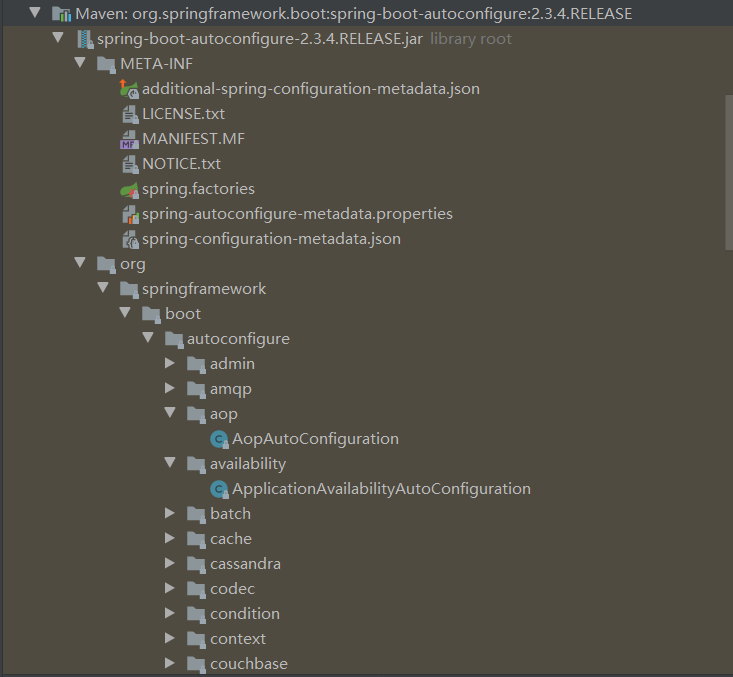 Maven: org.springframework.boot:spring-boot-autoconfigure:2.3.4.RELEASE
spring-boot-autoconfigure-2.3.4.RELEASE.jar library root
META-INF
additional-spring-configuration-metadata.json
LICENSE.txt
MF MANIFEST.MF
NOTICE.txt
spring.factories
spring-autoconfigure-metadata.properties
spring-configuration-metadata.json
org
springframework
boot
autoconfigure
admin
amqp
aop
C AopAutoConfiguration
availability
C ApplicationAvailabilityAutoConfiguration
batch
cache
cassandra
codec
condition
context
couchbase